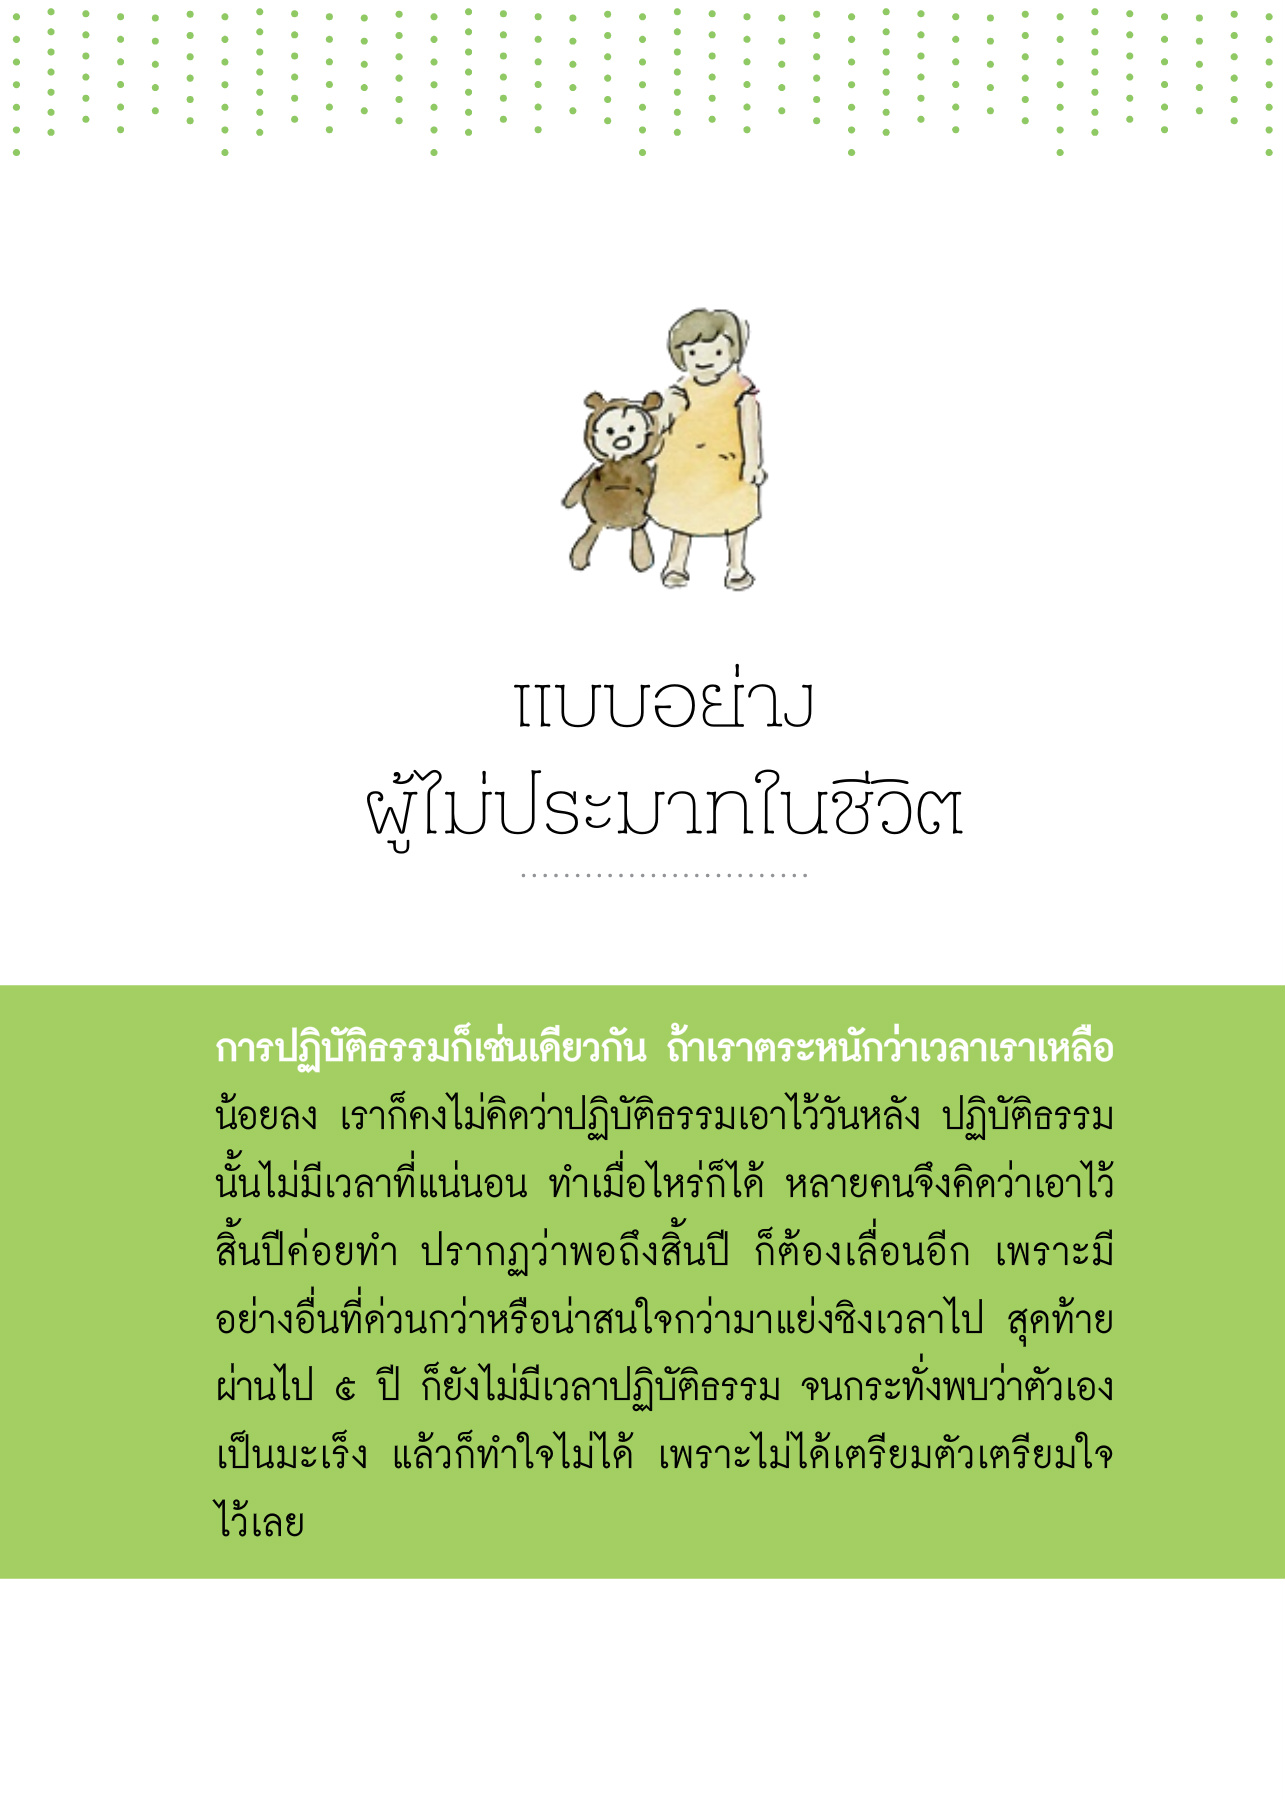 แบบอย่าง
ผู้ไม่ประมาทในชีวิต
การปฏิบัติธรรมก็เช่นเดียวกัน ถ้าเราตระหนักว่าเวลาเราเหลือ
น้อยลง เราก็คงไม่คิดว่าปฏิบัติธรรมเอาไว้วันหลัง ปฏิบัติธรรม
นั้นไม่มีเวลาที่แน่นอน ทำเมื่อไหร่ก็ได้ หลายคนจึงคิดว่าเอาไว้
สิ้นปีค่อยทำ ปรากฏว่าพอถึงสิ้นปี ก็ต้องเลื่อนอีก เพราะมี
อย่างอื่นที่ด่วนกว่าหรือน่าสนใจกว่ามาแย่งชิงเวลาไป สุดท้าย
ผ่านไป ๕ ปี ก็ยังไม่มีเวลาปฏิบัติธรรม จนกระทั่งพบว่าตัวเอง
เป็นมะเร็ง แล้วก็ทำใจไม่ได้ เพราะไม่ได้เตรียมตัวเตรียมใจ
ไว้เลย